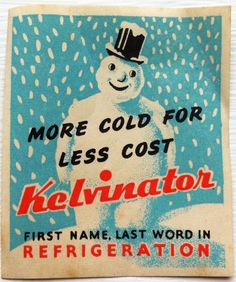 MORE COLD FOR
LESS COST
Kelvinator
FIRST NAME, LAST WORD IN
REFRIGERATION